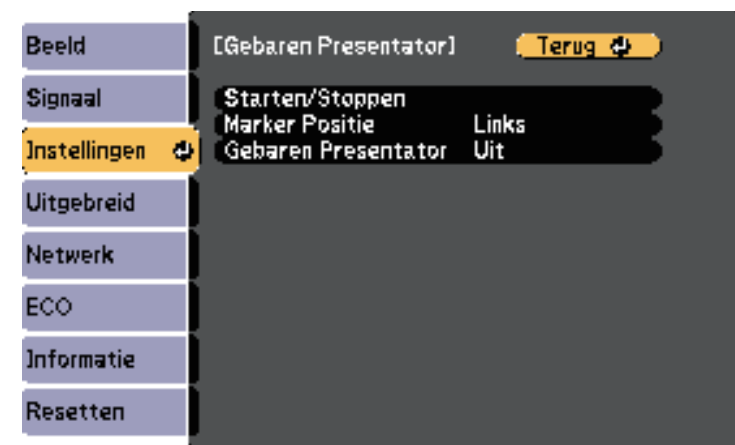 Beeld
Signaal
Instellingen
Uitgebreid
Netwerk
ECO
Informatie
Resetten
[Gebaren Presentator]
Terug
Starten/Stoppen
Marker Positie Links
Gebaren Presentator Uit